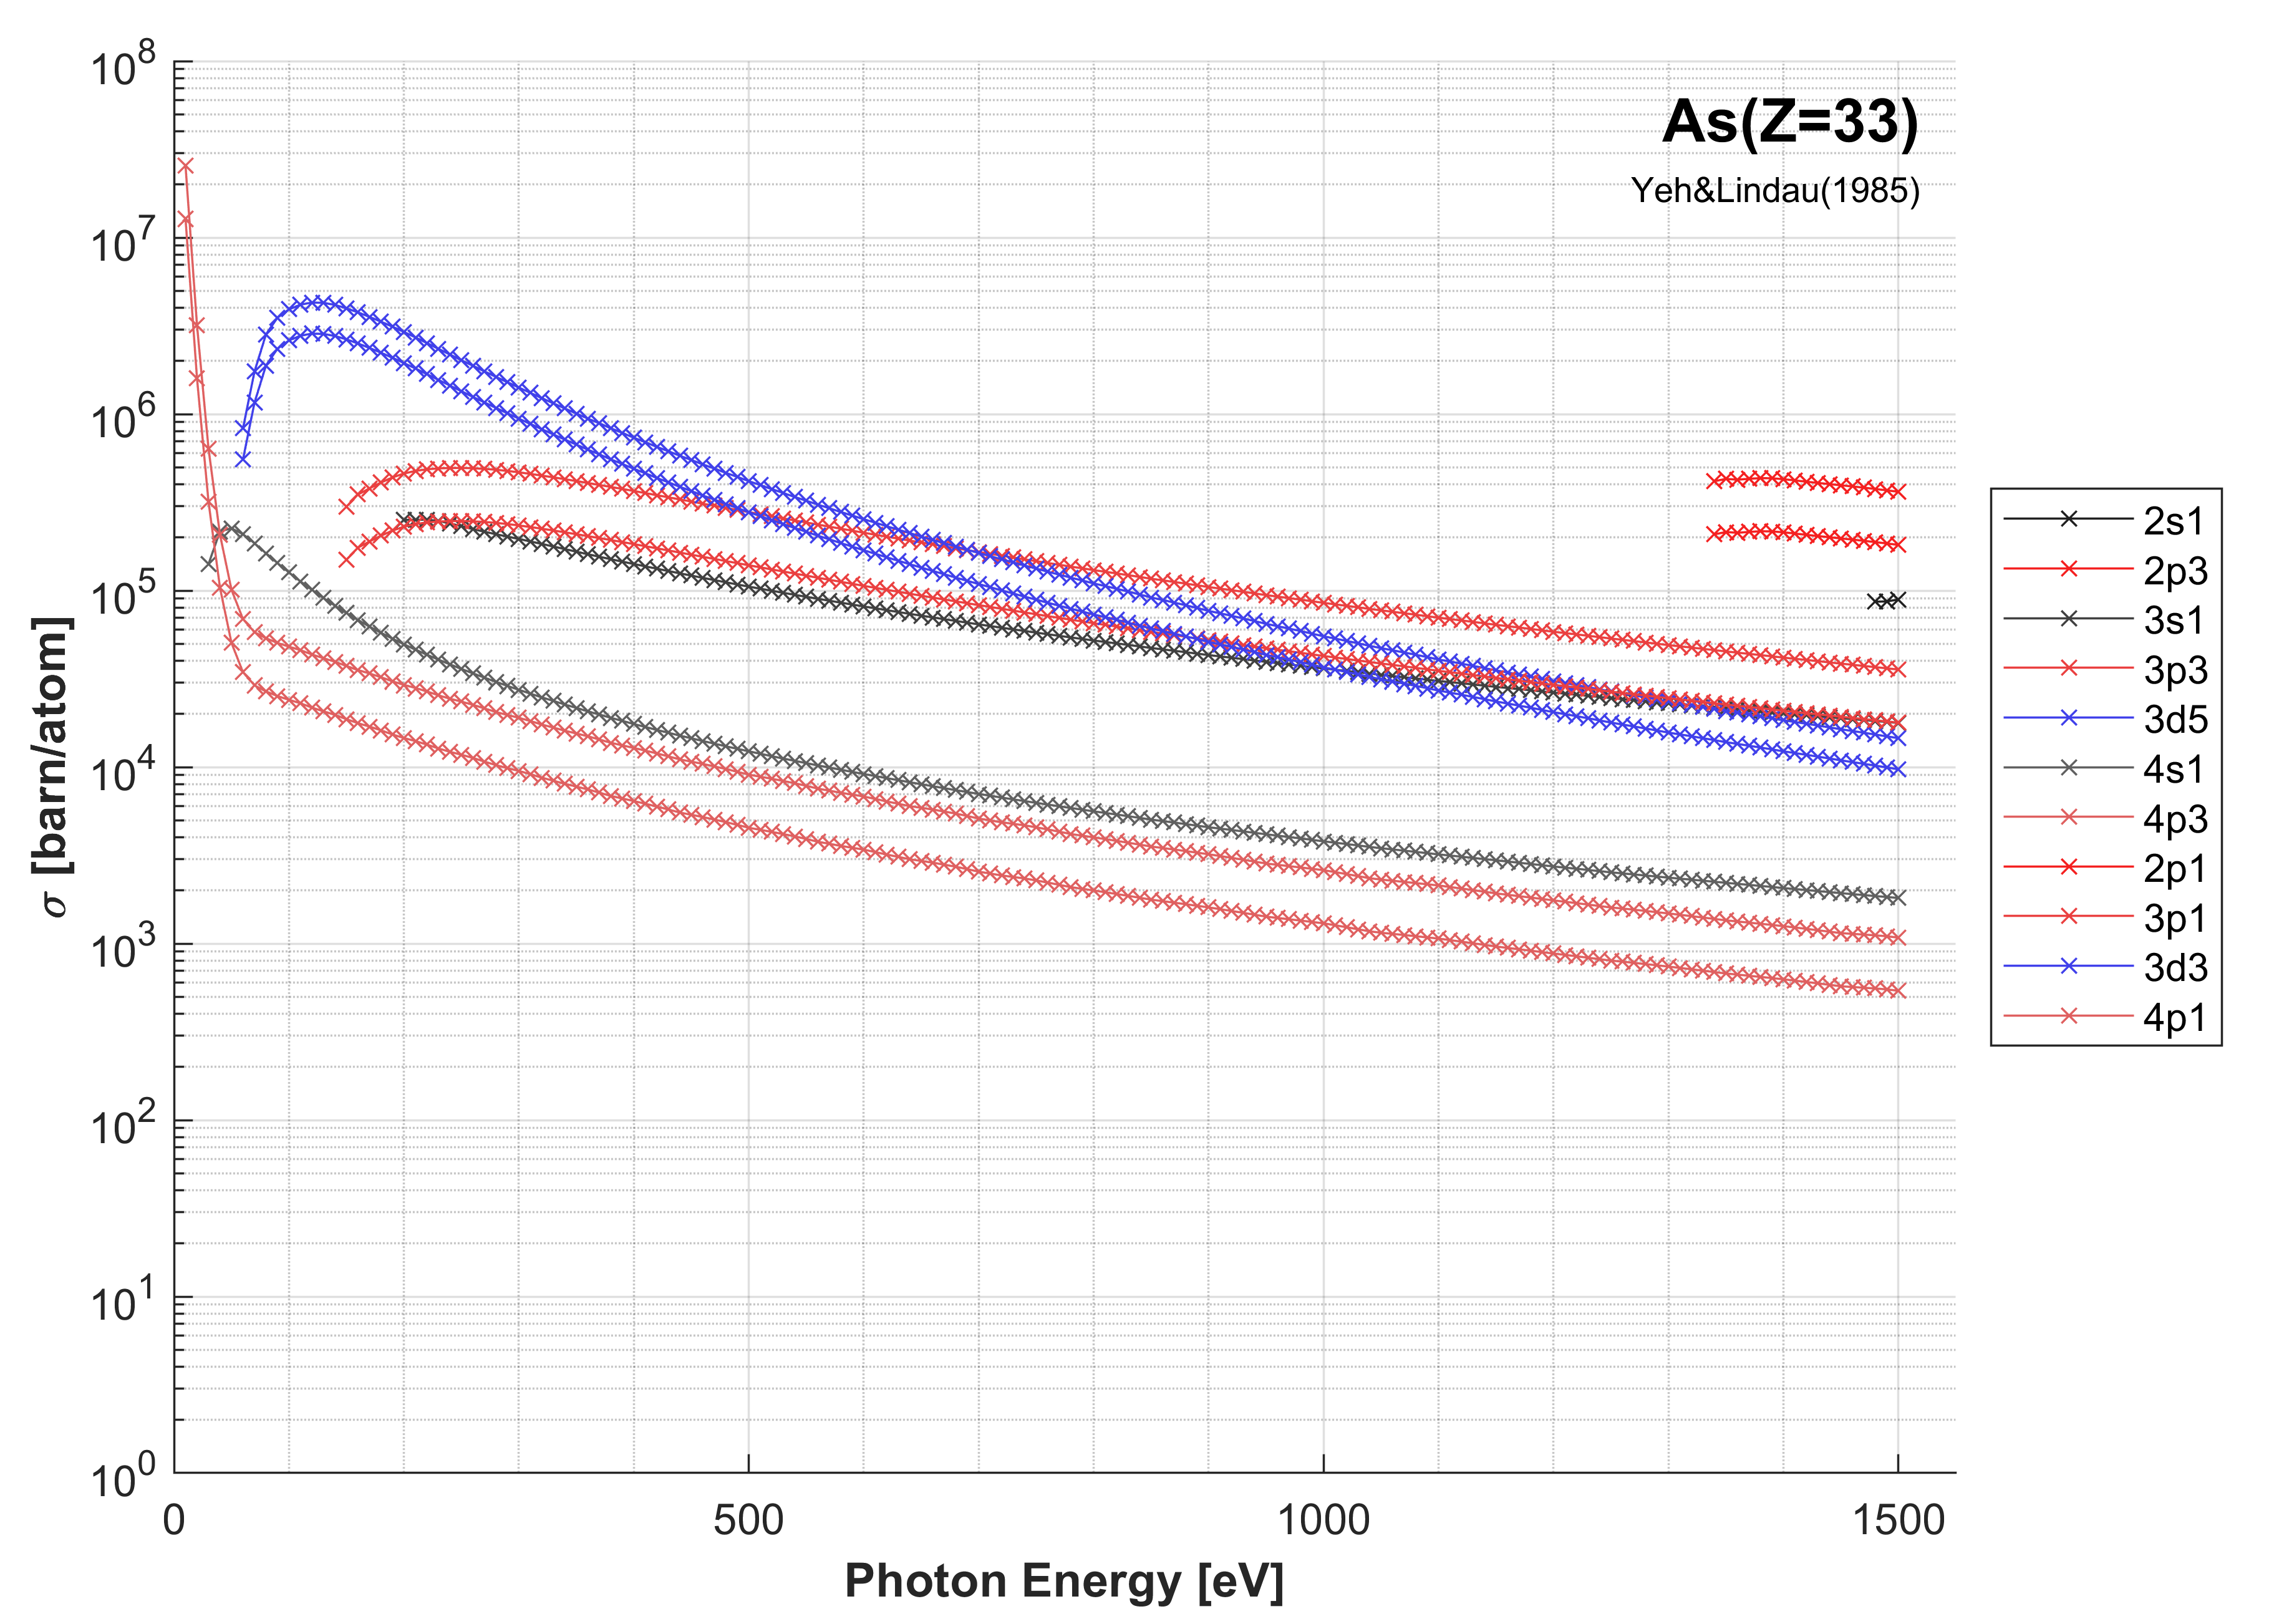 As(Z=33)
Yeh&Lindau(1985)
10^8
10^7
10^6
10^5
10^4
10^3
10^2
10^1
10^0
σ [barn/atom]
0 500 1000 1500
Photon Energy [eV]
2s1
2p3
3s1
3p3
3d5
4s1
4p3
2p1
3p1
3d3
4p1